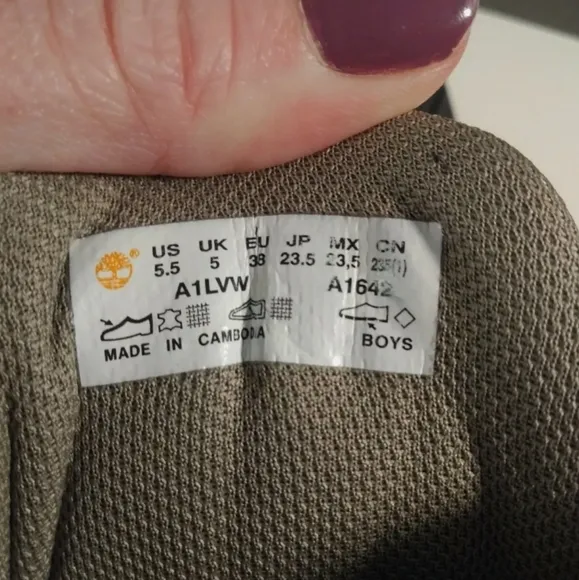 ® US UK EU JP MX CN
5.5 5 38 23.5 23,5 235(1)
A1LVW A1642
MADE IN CAMBODIA BOYS